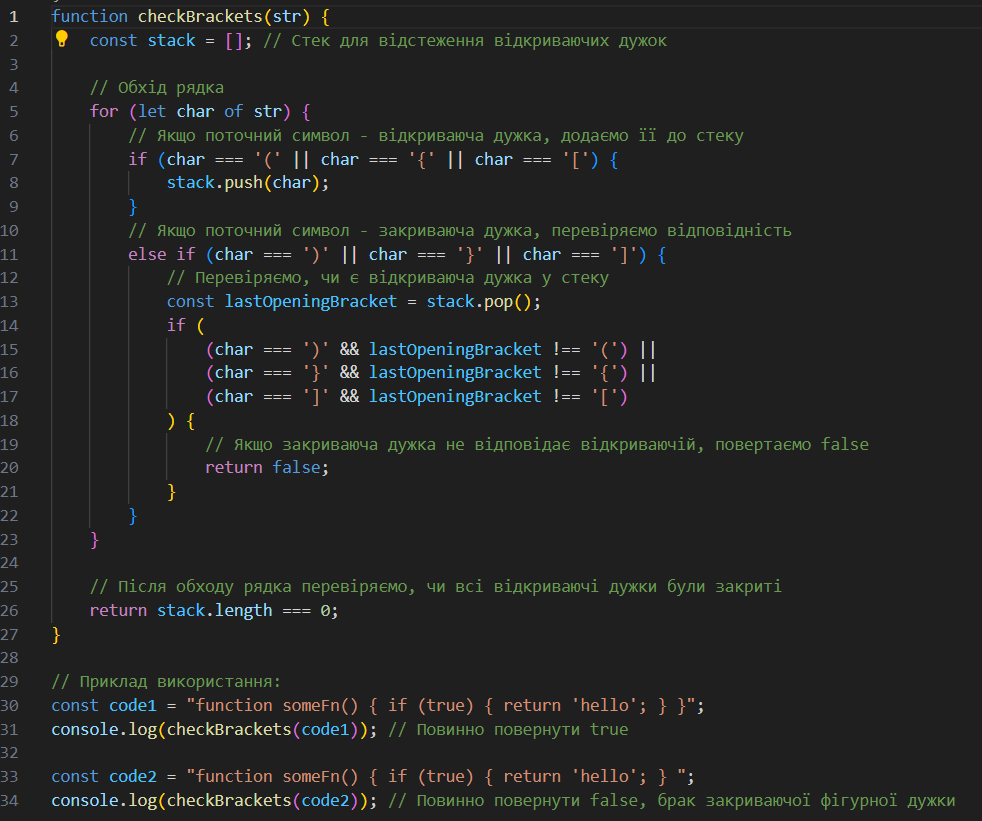 1 function checkBrackets(str) {
2 const stack = []; // Стек для відстеження відкриваючих дужок
3
4 // Обхід рядка
5 for (let char of str) {
6 // Якщо поточний символ - відкриваюча дужка, додаємо її до стеку
7 if (char === '(' || char === '{' || char === '[') {
8 stack.push(char);
9 }
10 // Якщо поточний символ - закриваюча дужка, перевіряємо відповідність
11 else if (char === ')' || char === '}' || char === ']') {
12 // Перевіряємо, чи є відкриваюча дужка у стеку
13 const lastOpeningBracket = stack.pop();
14 if (
15 (char === ')' && lastOpeningBracket !== '(') ||
16 (char === '}' && lastOpeningBracket !== '{') ||
17 (char === ']' && lastOpeningBracket !== '[')
18 ) {
19 // Якщо закриваюча дужка не відповідає відкриваючій, повертаємо false
20 return false;
21 }
22 }
23 }
24
25 // Після обходу рядка перевіряємо, чи всі відкриваючі дужки були закриті
26 return stack.length === 0;
27 }
28
29 // Приклад використання:
30 const code1 = "function someFn() { if (true) { return 'hello'; } }";
31 console.log(checkBrackets(code1)); // Повинно повернути true
32
33 const code2 = "function someFn() { if (true) { return 'hello'; } ";
34 console.log(checkBrackets(code2)); // Повинно повернути false, брак закриваючої фігурної дужки